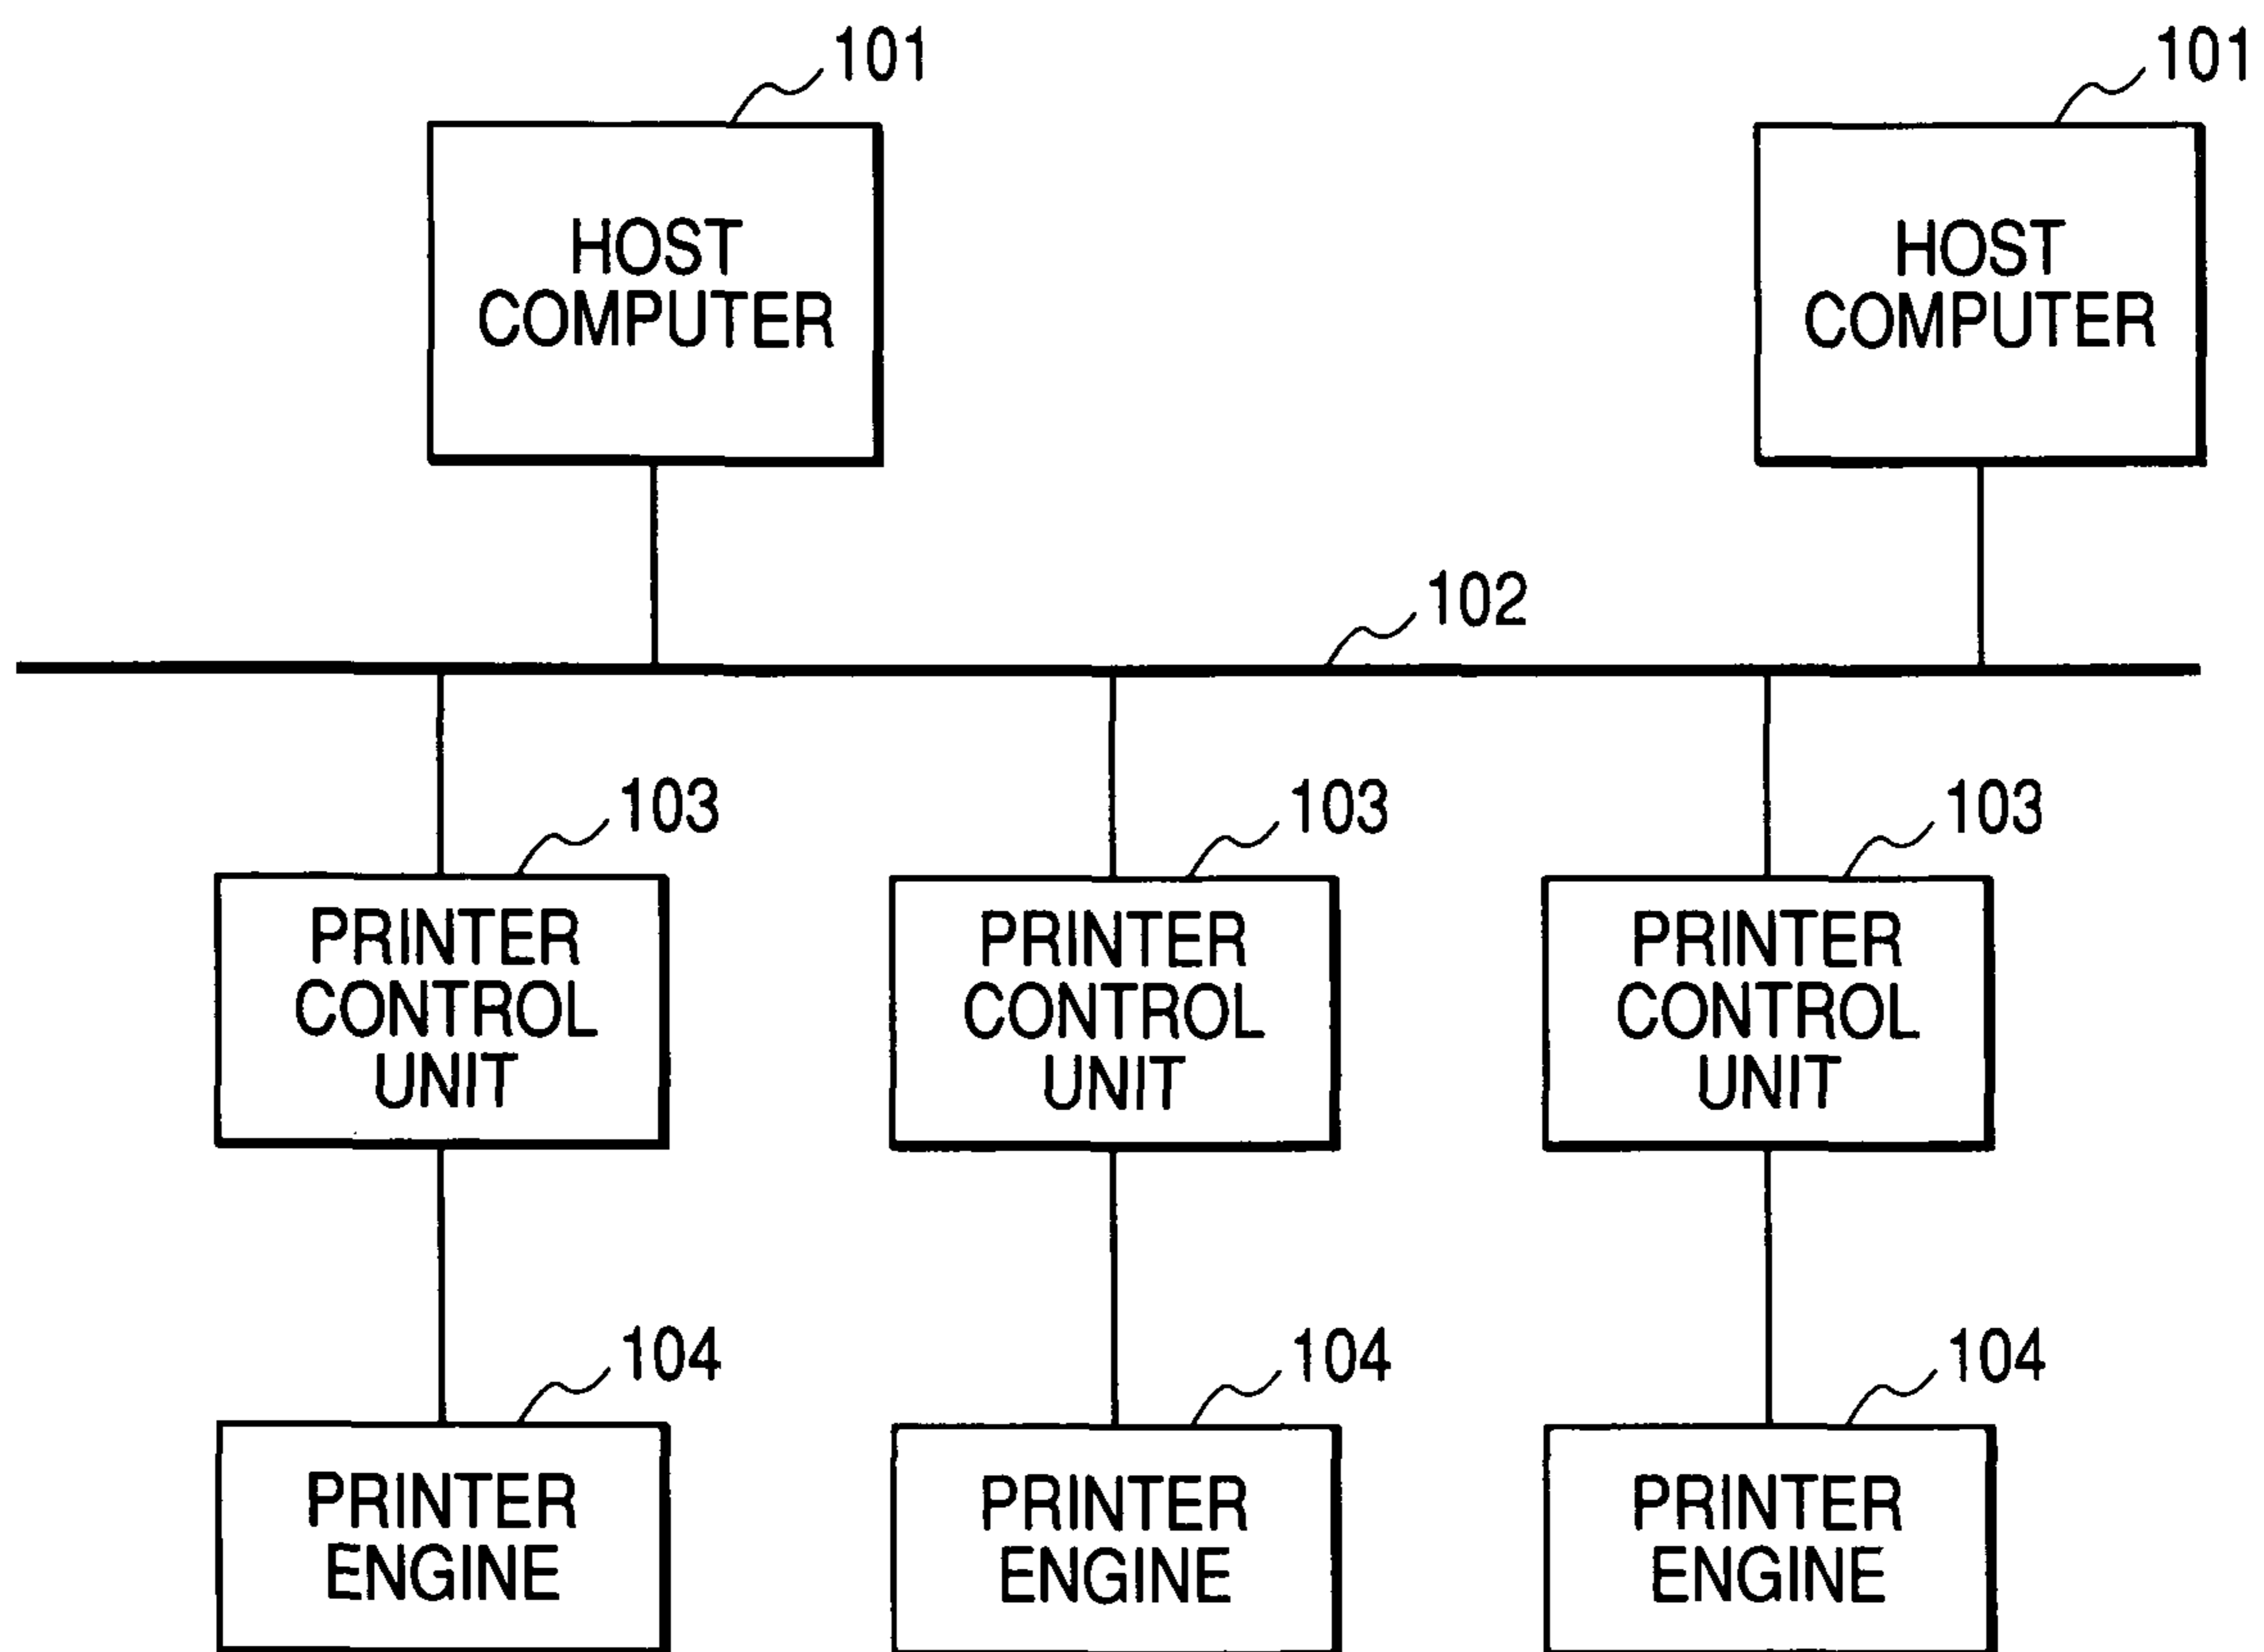 101
101
HOST
COMPUTER
HOST
COMPUTER
102
103
103
103
PRINTER
CONTROL
UNIT
PRINTER
CONTROL
UNIT
PRINTER
CONTROL
UNIT
104
104
104
PRINTER
ENGINE
PRINTER
ENGINE
PRINTER
ENGINE